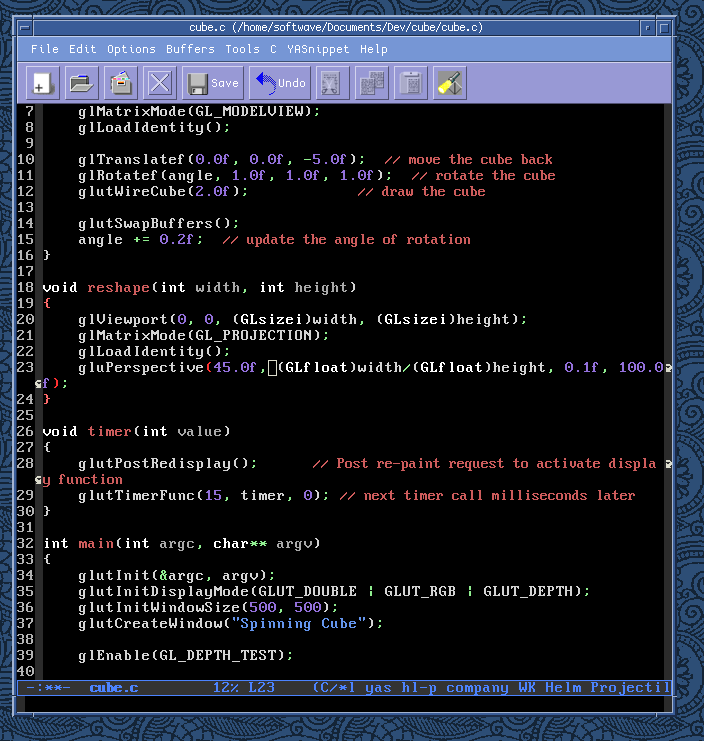 cube.c (/home/softwave/Documents/Dev/cube/cube.c)
File Edit Options Buffers Tools C YASnippet Help
Save Undo
7 glMatrixMode(GL_MODELVIEW);
8 glLoadIdentity();
9
10 glTranslatef(0.0f, 0.0f, -5.0f); // move the cube back
11 glRotatef(angle, 1.0f, 1.0f, 1.0f); // rotate the cube
12 glutWireCube(2.0f); // draw the cube
13
14 glutSwapBuffers();
15 angle += 0.2f; // update the angle of rotation
16 }
17
18 void reshape(int width, int height)
19 {
20 glViewport(0, 0, (GLsizei)width, (GLsizei)height);
21 glMatrixMode(GL_PROJECTION);
22 glLoadIdentity();
23 gluPerspective(45.0f, (GLfloat)width/(GLfloat)height, 0.1f, 100.0
f);
24 }
25
26 void timer(int value)
27 {
28 glutPostRedisplay(); // Post re-paint request to activate displa
y function
29 glutTimerFunc(15, timer, 0); // next timer call milliseconds later
30 }
31
32 int main(int argc, char** argv)
33 {
34 glutInit(&argc, argv);
35 glutInitDisplayMode(GLUT_DOUBLE | GLUT_RGB | GLUT_DEPTH);
36 glutInitWindowSize(500, 500);
37 glutCreateWindow("Spinning Cube");
38
39 glEnable(GL_DEPTH_TEST);
40
-:**- cube.c 12% L23 (C/*l yas hl-p company WK Helm Projectil